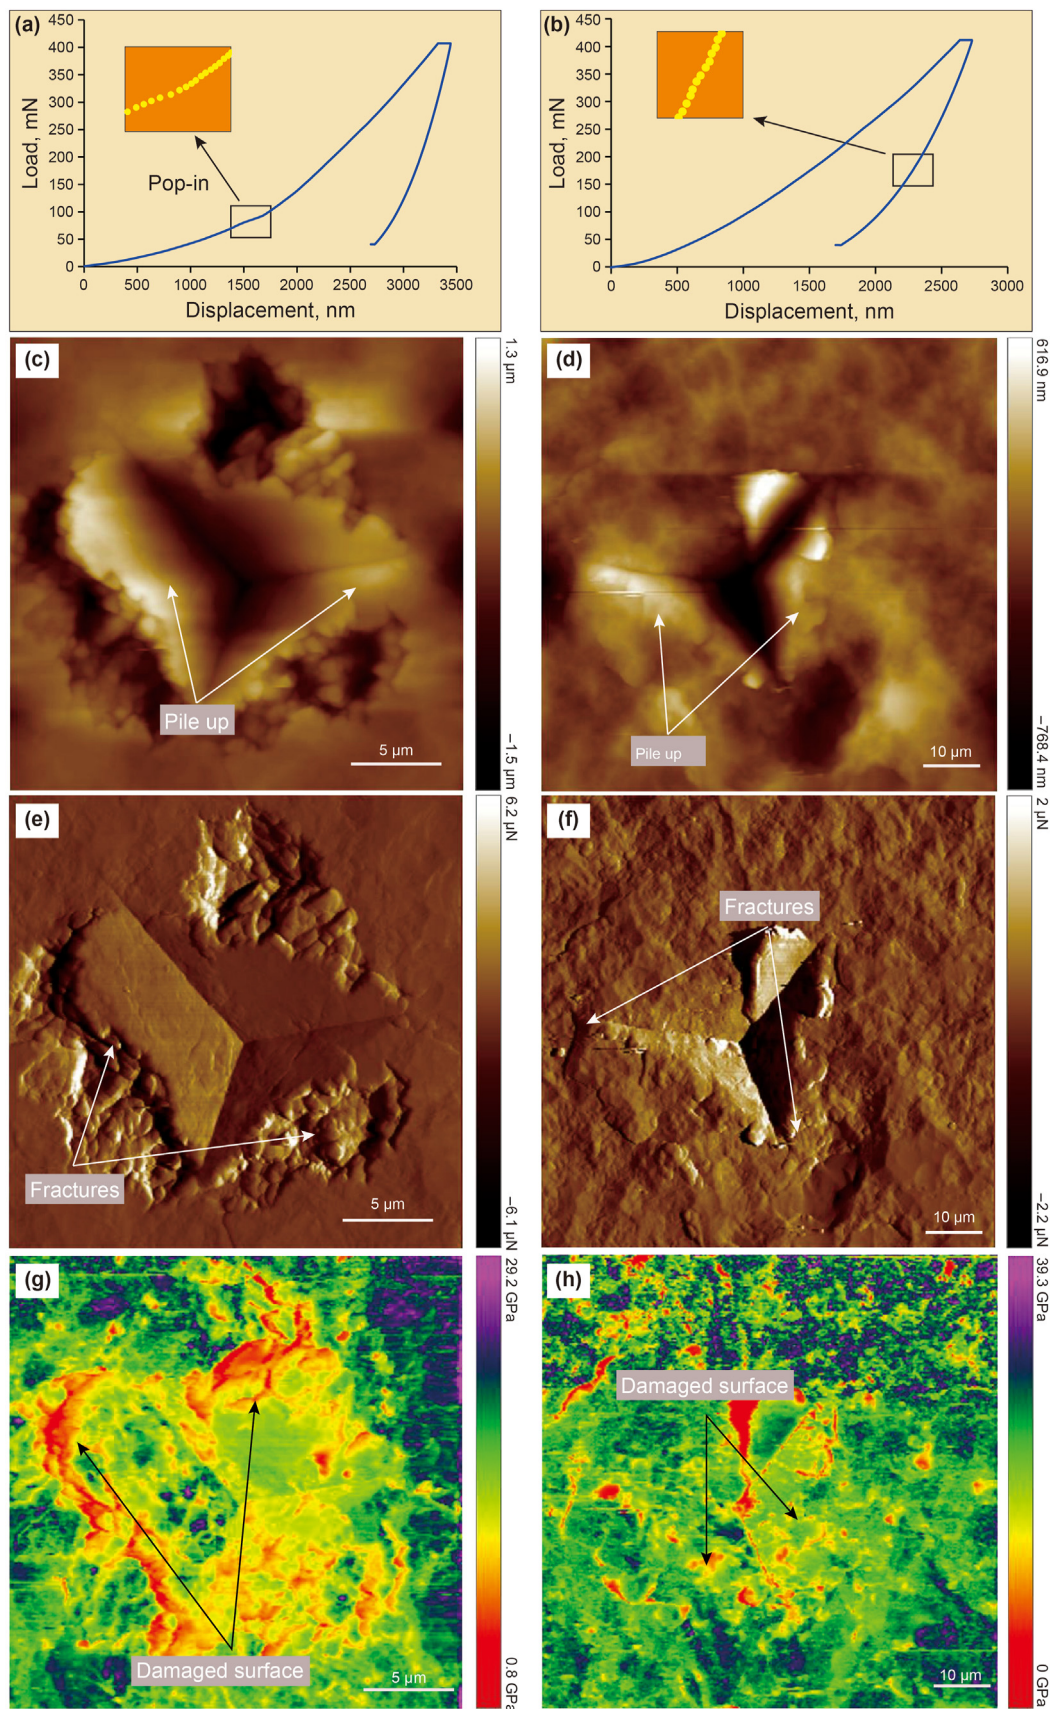 (a)
450
400
350
300
250
200
150
100
50
0
Load, mN
Pop-in
0 500 1000 1500 2000 2500 3000 3500
Displacement, nm
(b)
450
400
350
300
250
200
150
100
50
0
Load, mN
0 500 1000 1500 2000 2500 3000
Displacement, nm
(c)
Pile up
5 µm
1.3 µm
−1.5 µm
(d)
Pile up
10 µm
616.9 nm
−768.4 nm
(e)
Fractures
5 µm
6.2 µN
−6.1 µN
(f)
Fractures
10 µm
2 µN
−2.2 µN
(g)
Damaged surface
5 µm
29.2 GPa
0.8 GPa
(h)
Damaged surface
10 µm
39.3 GPa
0 GPa